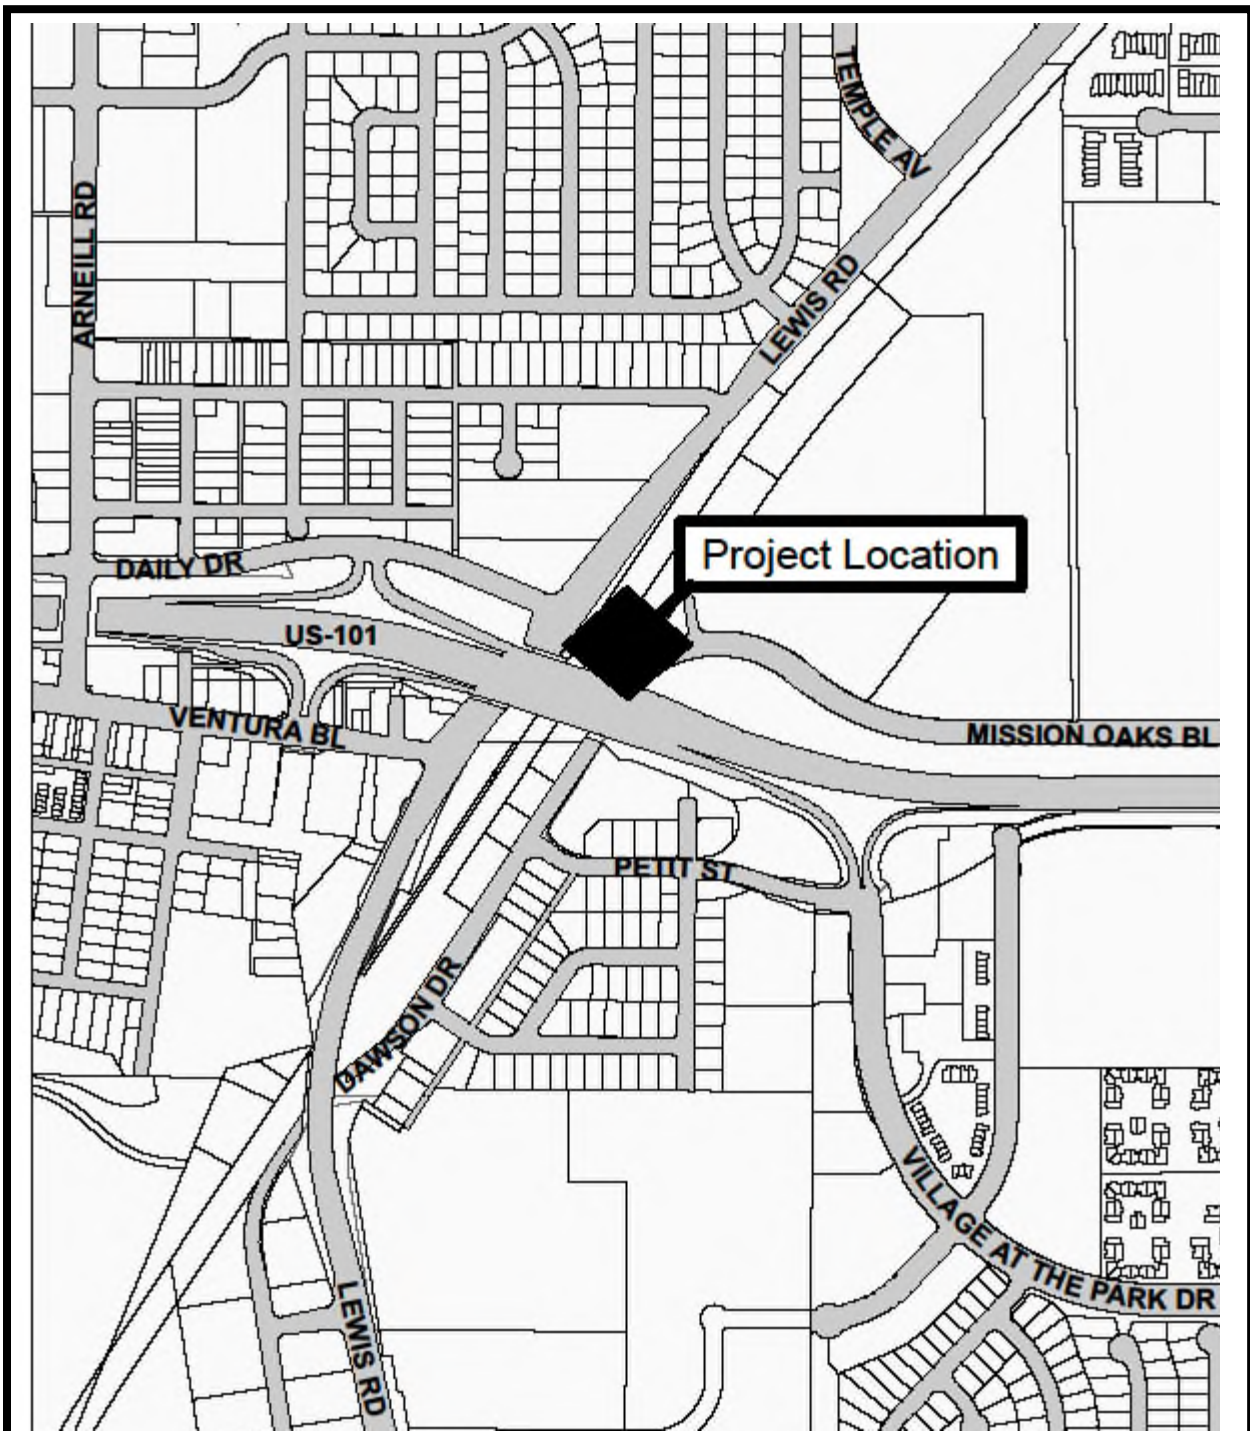 TEMPLE AV
ARNEILL RD
LEWIS RD
Project Location
DAILY DR
US-101
VENTURA BL
MISSION OAKS BL
PETIT ST
DAWSON DR
VILLAGE AT THE PARK DR
LEWIS RD